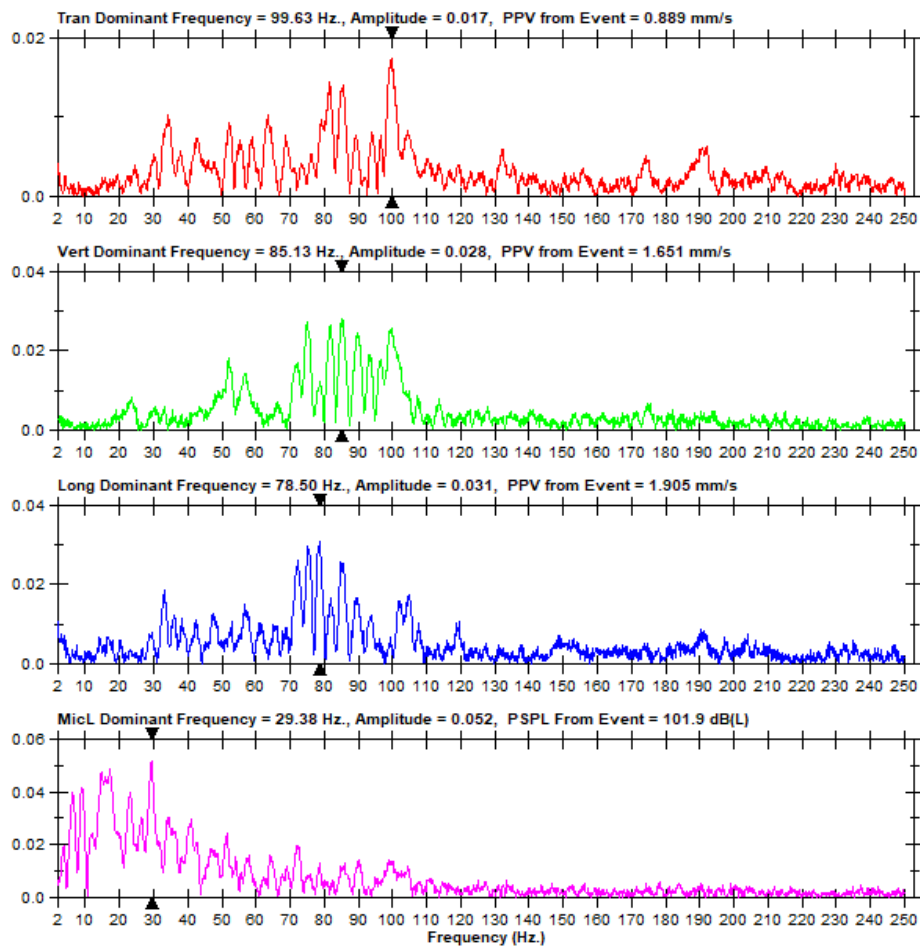 Tran Dominant Frequency = 99.63 Hz., Amplitude = 0.017,  PPV from Event = 0.889 mm/s
0.02
0.0
2 10 20 30 40 50 60 70 80 90 100 110 120 130 140 150 160 170 180 190 200 210 220 230 240 250
Vert Dominant Frequency = 85.13 Hz., Amplitude = 0.028,  PPV from Event = 1.651 mm/s
0.04
0.02
0.0
2 10 20 30 40 50 60 70 80 90 100 110 120 130 140 150 160 170 180 190 200 210 220 230 240 250
Long Dominant Frequency = 78.50 Hz., Amplitude = 0.031,  PPV from Event = 1.905 mm/s
0.04
0.02
0.0
2 10 20 30 40 50 60 70 80 90 100 110 120 130 140 150 160 170 180 190 200 210 220 230 240 250
MicL Dominant Frequency = 29.38 Hz., Amplitude = 0.052,  PSPL From Event = 101.9 dB(L)
0.06
0.04
0.02
0.0
2 10 20 30 40 50 60 70 80 90 100 110 120 130 140 150 160 170 180 190 200 210 220 230 240 250
Frequency (Hz.)